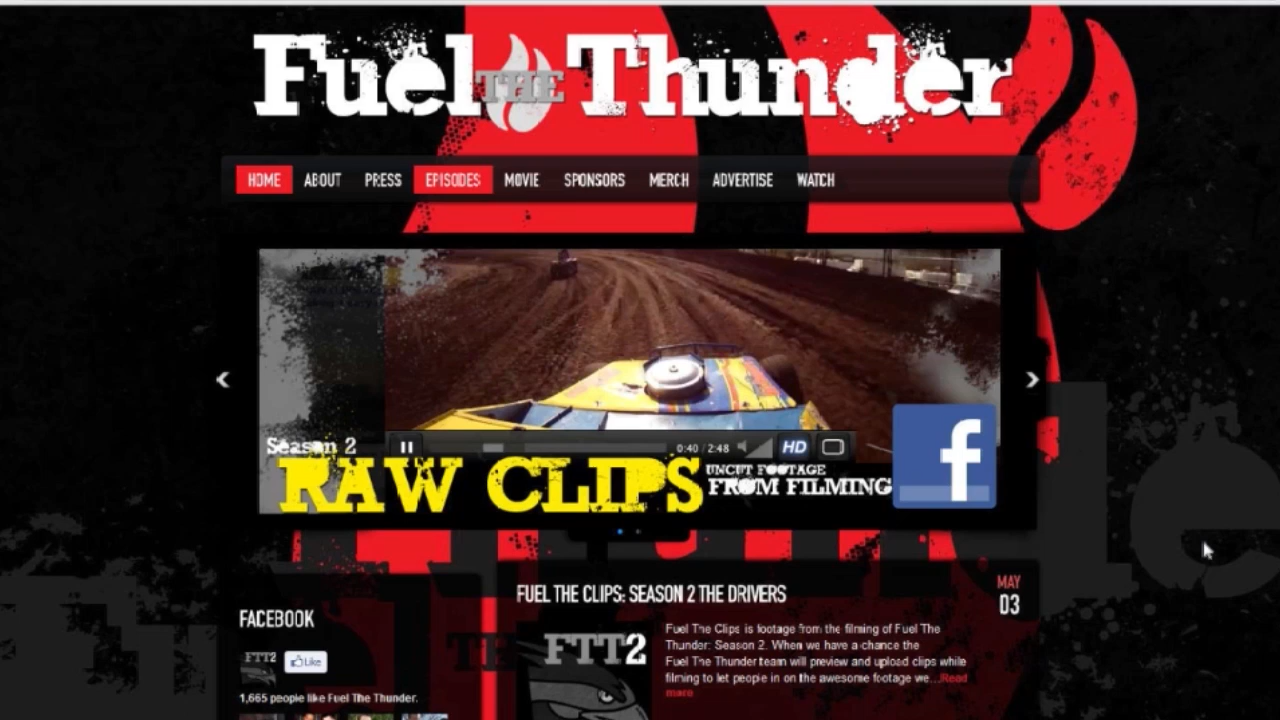 Fuel THE Thunder
HOME ABOUT PRESS EPISODES MOVIE SPONSORS MERCH ADVERTISE WATCH
Season 2
0:40 / 2:48 HD
RAW CLIPS
UNCUT FOOTAGE
FROM FILMING
f
FUEL THE CLIPS: SEASON 2 THE DRIVERS
MAY
03
FACEBOOK
FTT2
Like
1,665 people like Fuel The Thunder.
FTT2
Fuel The Clips is footage from the filming of Fuel The
Thunder: Season 2. When we have a chance the
Fuel The Thunder team will preview and upload clips while
filming to let people in on the awesome footage we...Read
more